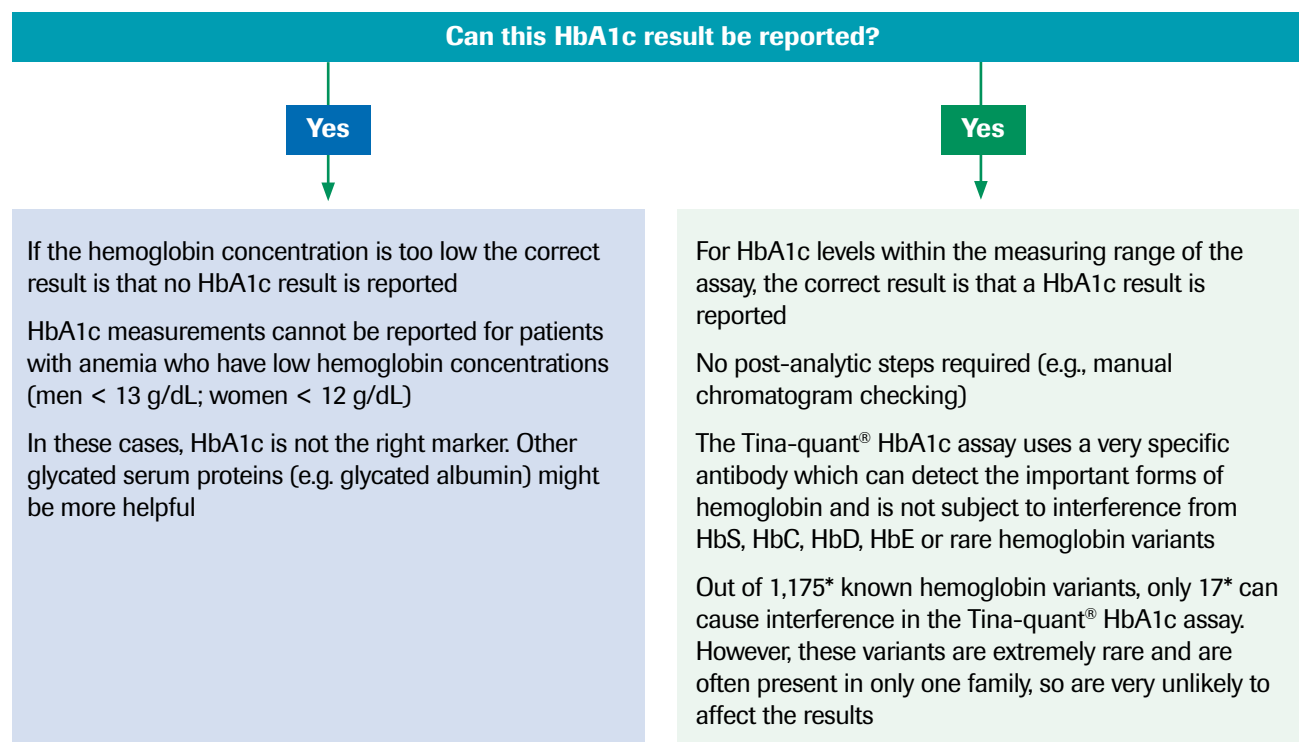 Can this HbA1c result be reported?
Yes
If the hemoglobin concentration is too low the correct
result is that no HbA1c result is reported
HbA1c measurements cannot be reported for patients
with anemia who have low hemoglobin concentrations
(men < 13 g/dL; women < 12 g/dL)
In these cases, HbA1c is not the right marker. Other
glycated serum proteins (e.g. glycated albumin) might
be more helpful
Yes
For HbA1c levels within the measuring range of the
assay, the correct result is that a HbA1c result is
reported
No post-analytic steps required (e.g., manual
chromatogram checking)
The Tina-quant® HbA1c assay uses a very specific
antibody which can detect the important forms of
hemoglobin and is not subject to interference from
HbS, HbC, HbD, HbE or rare hemoglobin variants
Out of 1,175* known hemoglobin variants, only 17* can
cause interference in the Tina-quant® HbA1c assay.
However, these variants are extremely rare and are
often present in only one family, so are very unlikely to
affect the results